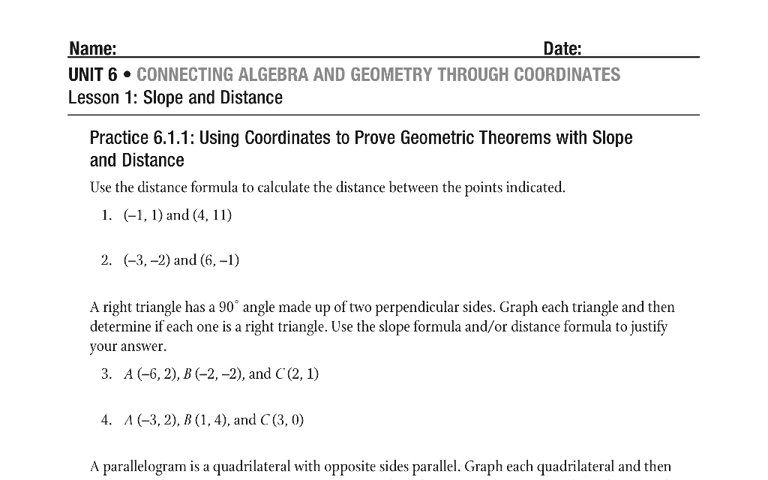 Name: Date:
UNIT 6 • CONNECTING ALGEBRA AND GEOMETRY THROUGH COORDINATES
Lesson 1: Slope and Distance
Practice 6.1.1: Using Coordinates to Prove Geometric Theorems with Slope
and Distance
Use the distance formula to calculate the distance between the points indicated.
1. (–1, 1) and (4, 11)
2. (–3, –2) and (6, –1)
A right triangle has a 90˚ angle made up of two perpendicular sides. Graph each triangle and then
determine if each one is a right triangle. Use the slope formula and/or distance formula to justify
your answer.
3. A (–6, 2), B (–2, –2), and C (2, 1)
4. A (–3, 2), B (1, 4), and C (3, 0)
A parallelogram is a quadrilateral with opposite sides parallel. Graph each quadrilateral and then